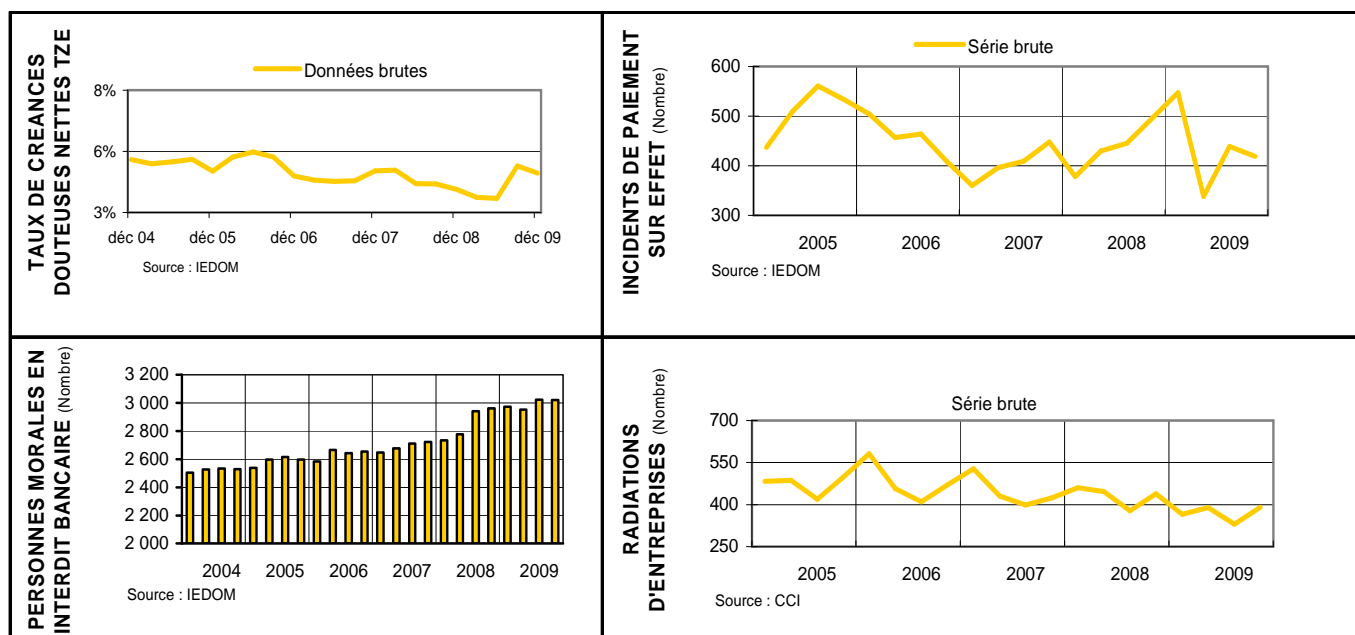 TAUX DE CREANCES
DOUTEUSES NETTES TZE
Données brutes
8%
6%
3%
déc 04 déc 05 déc 06 déc 07 déc 08 déc 09
Source : IEDOM
INCIDENTS DE PAIEMENT
SUR EFFET (Nombre)
Série brute
600
500
400
300
2005 2006 2007 2008 2009
Source : IEDOM
PERSONNES MORALES EN
INTERDIT BANCAIRE (Nombre)
3 200
3 000
2 800
2 600
2 400
2 200
2 000
2004 2005 2006 2007 2008 2009
Source : IEDOM
RADIATIONS
D'ENTREPRISES (Nombre)
Série brute
700
550
400
250
2005 2006 2007 2008 2009
Source : CCI